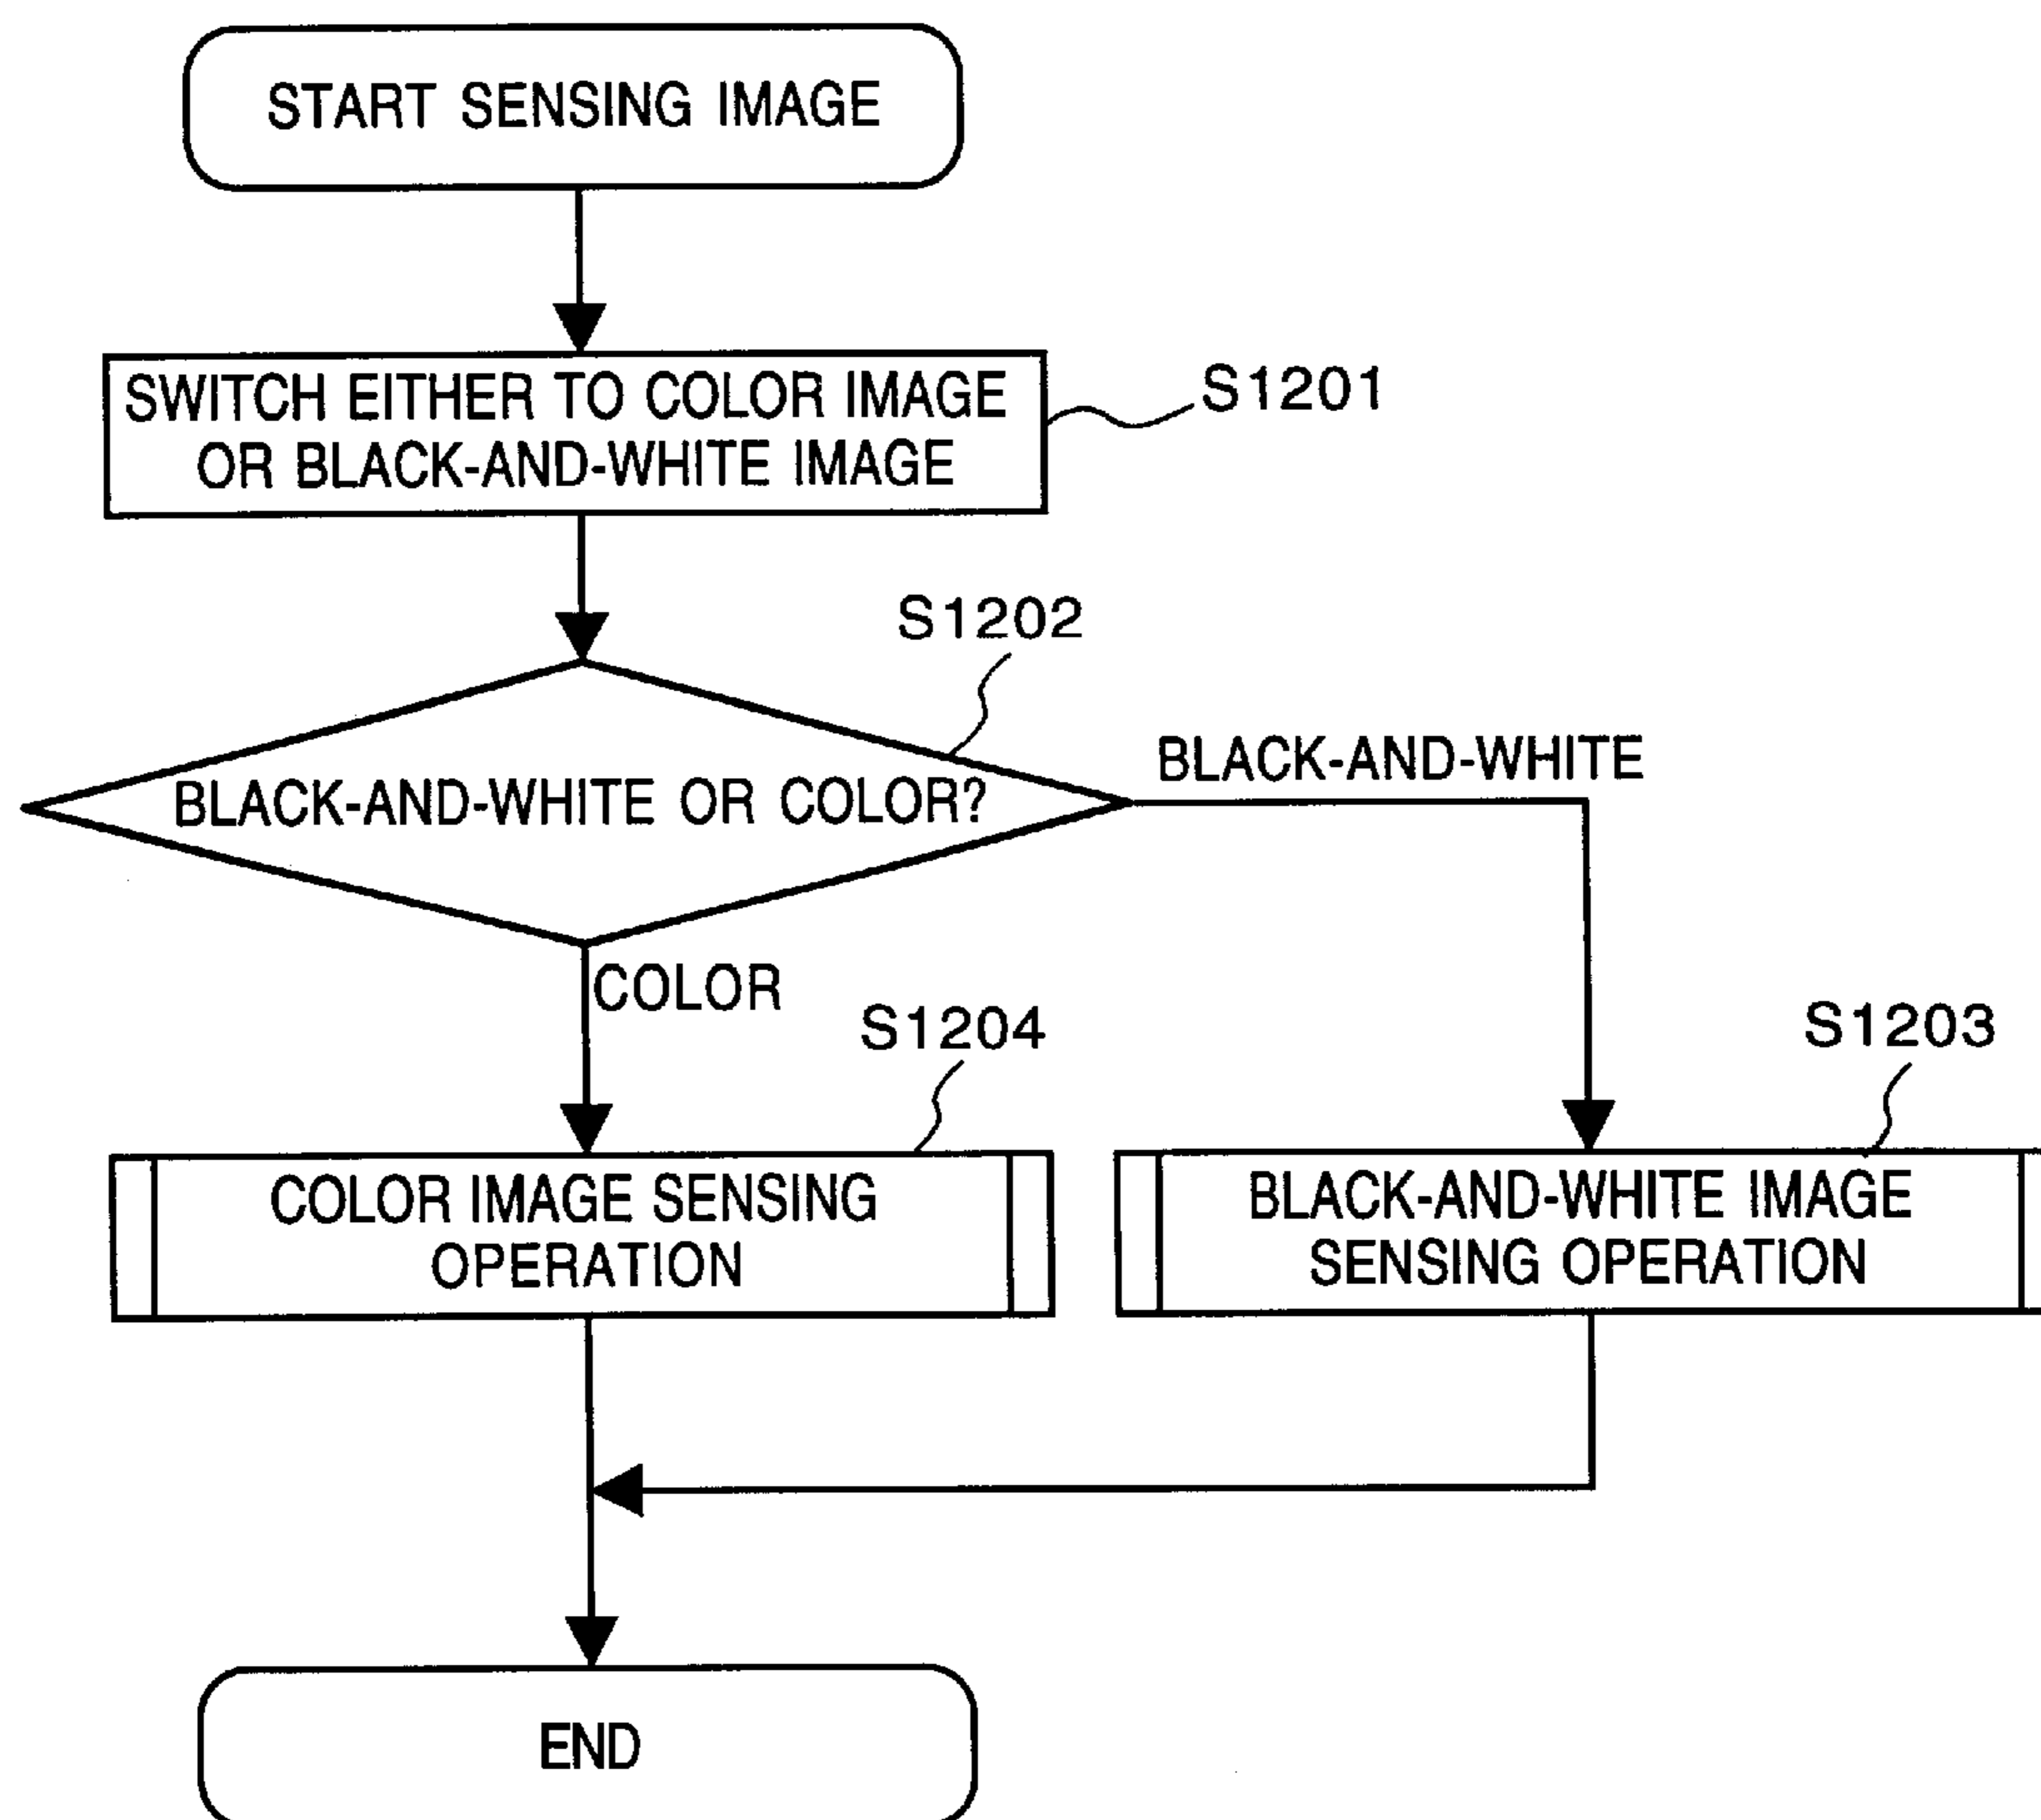 START SENSING IMAGE
SWITCH EITHER TO COLOR IMAGE
OR BLACK-AND-WHITE IMAGE
S1201
S1202
BLACK-AND-WHITE OR COLOR?
BLACK-AND-WHITE
COLOR
S1204
S1203
COLOR IMAGE SENSING
OPERATION
BLACK-AND-WHITE IMAGE
SENSING OPERATION
END